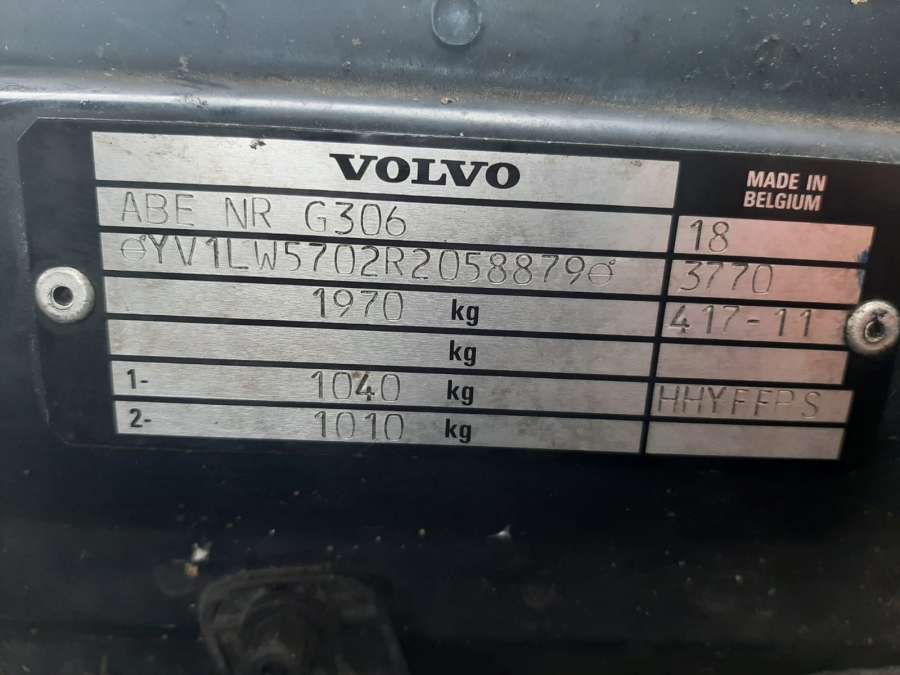 VOLVO
MADE IN
BELGIUM
ABE NR G306
18
YV1LW5702R2058879
3770
1970 kg
417-11
kg
1- 1040 kg
HHYFFPS
2- 1010 kg